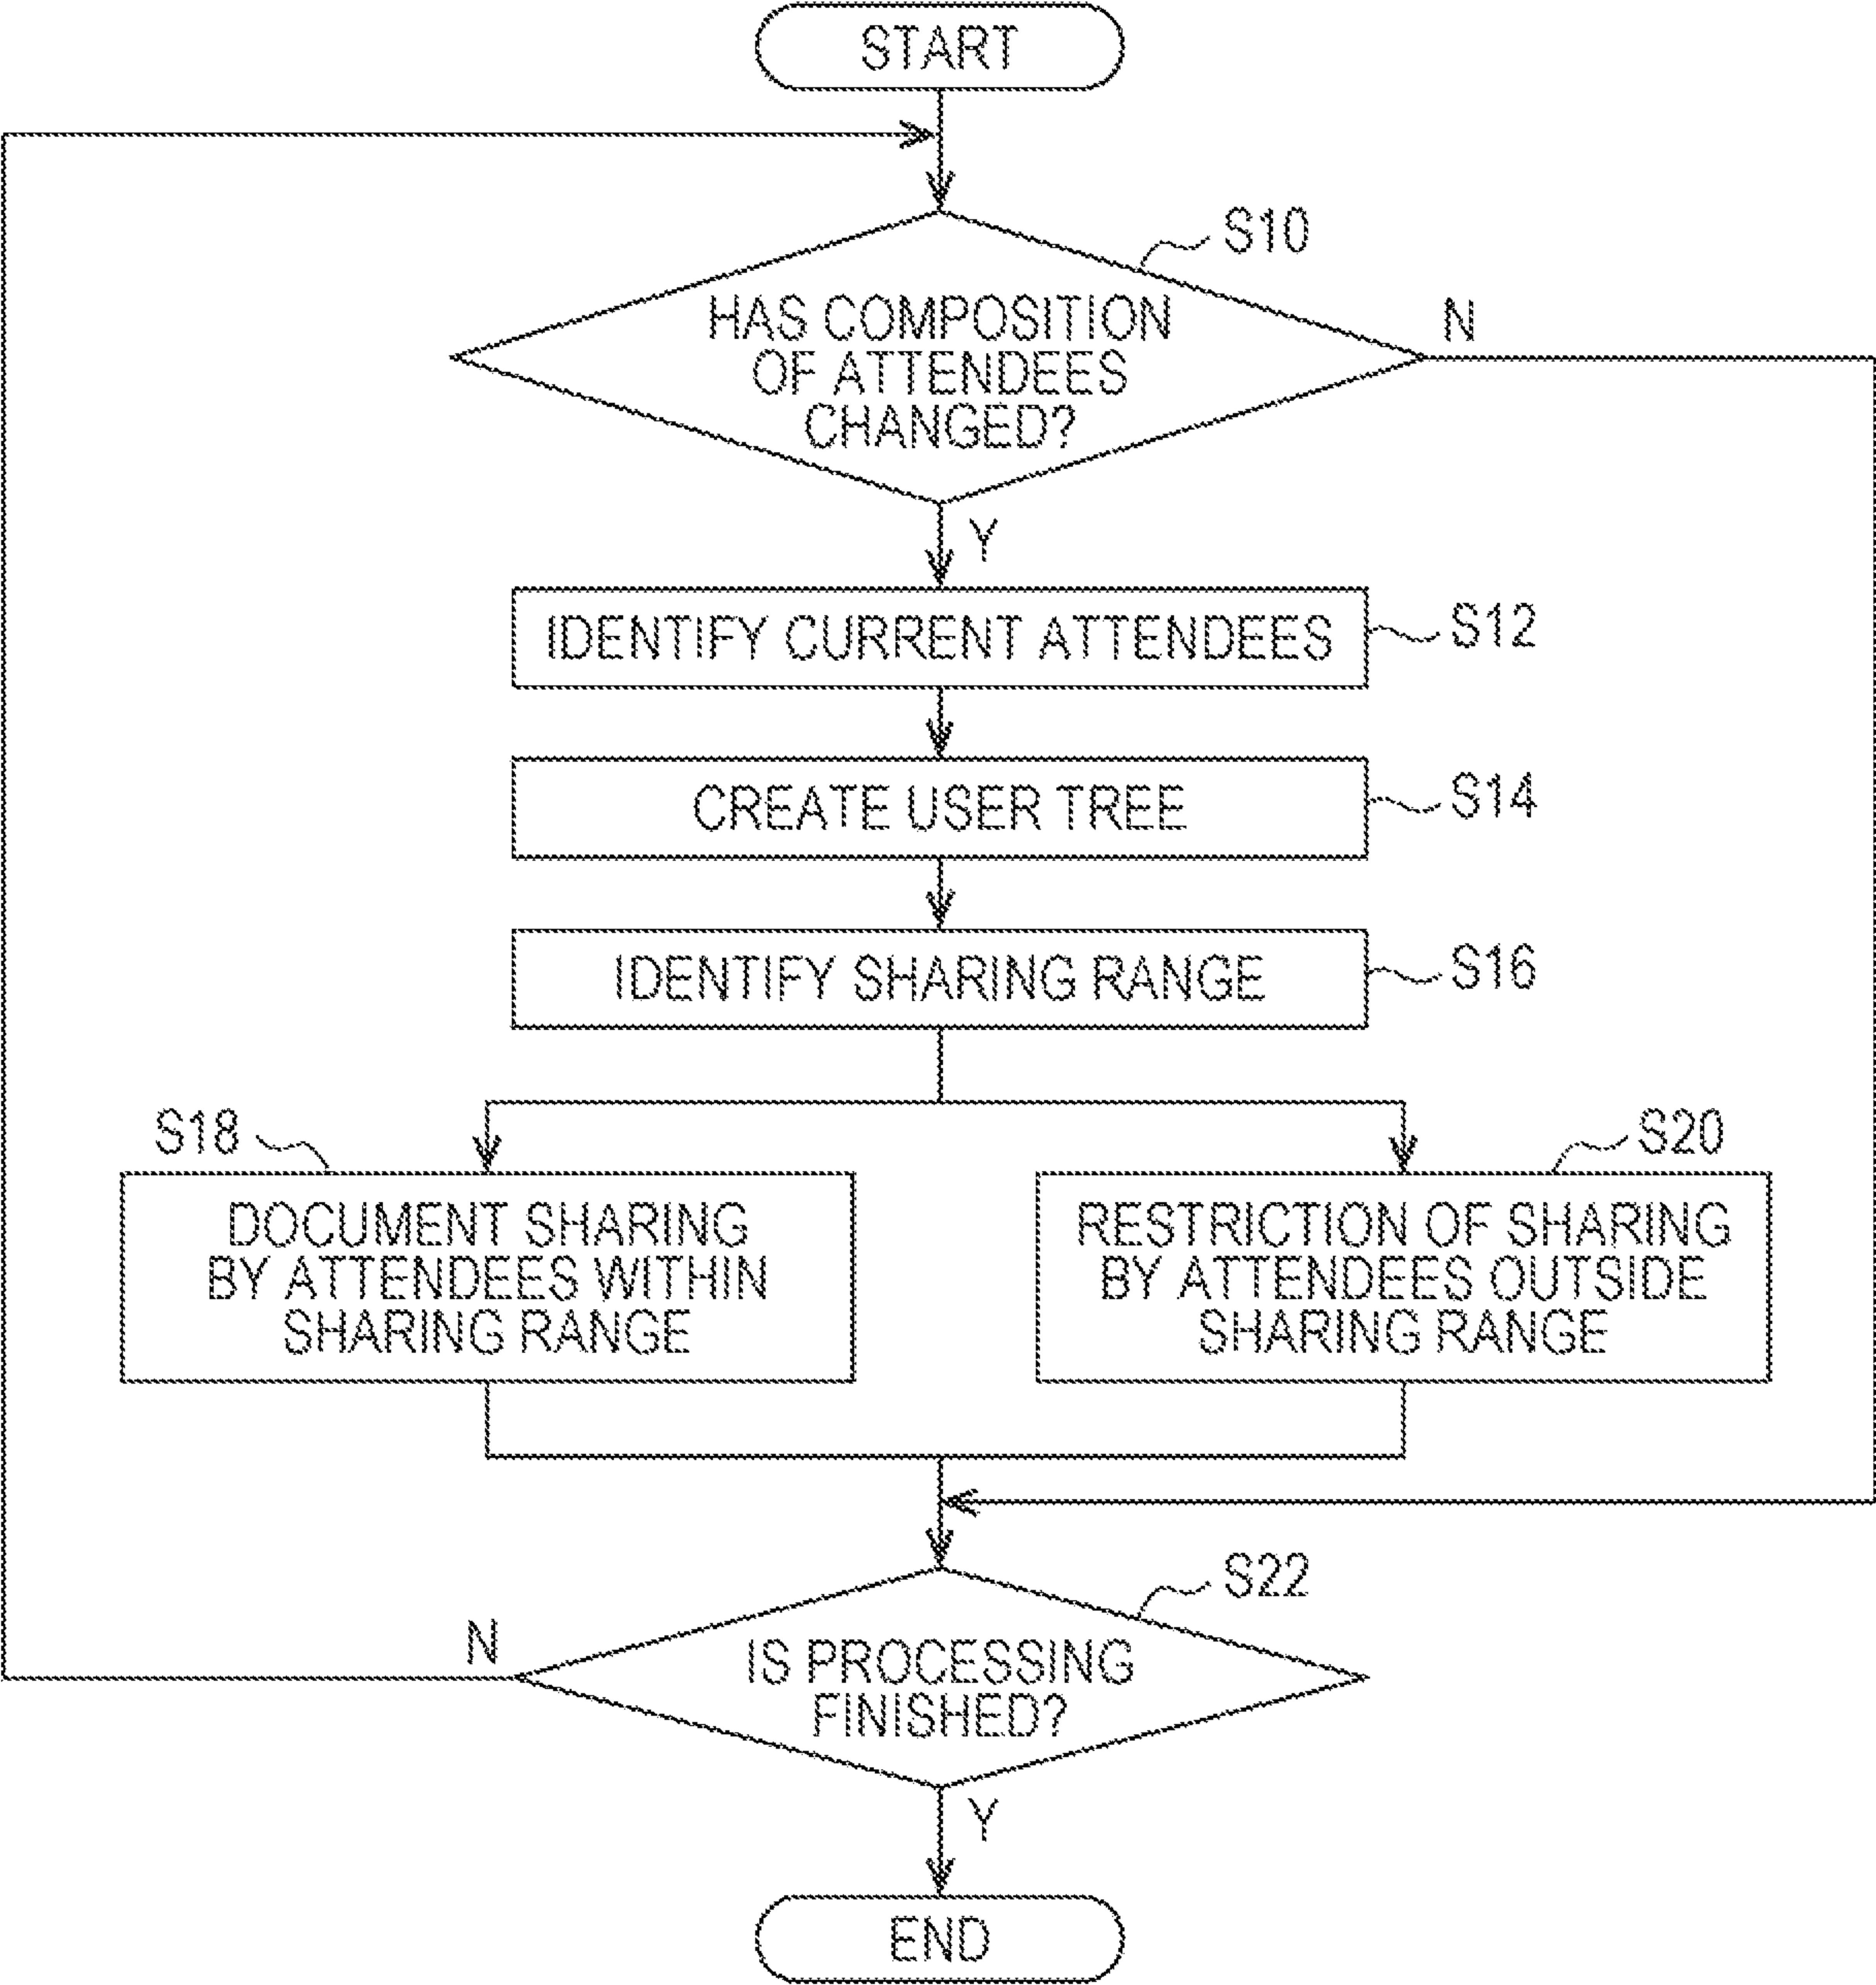 START
S10
HAS COMPOSITION
OF ATTENDEES
CHANGED?
N
Y
IDENTIFY CURRENT ATTENDEES
S12
CREATE USER TREE
S14
IDENTIFY SHARING RANGE
S16
S18
DOCUMENT SHARING
BY ATTENDEES WITHIN
SHARING RANGE
S20
RESTRICTION OF SHARING
BY ATTENDEES OUTSIDE
SHARING RANGE
S22
N
IS PROCESSING
FINISHED?
Y
END